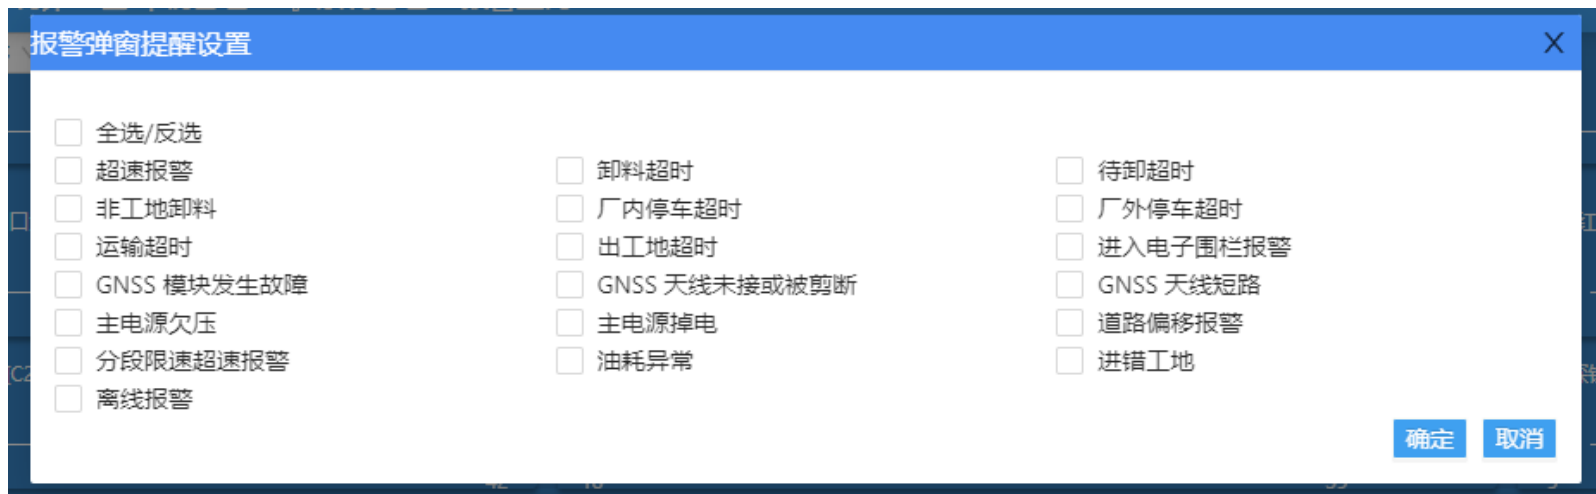 报警弹窗提醒设置
全选/反选
超速报警 卸料超时 待卸超时
非工地卸料 厂内停车超时 厂外停车超时
运输超时 出工地超时 进入电子围栏报警
GNSS 模块发生故障 GNSS 天线未接或被剪断 GNSS 天线短路
主电源欠压 主电源掉电 道路偏移报警
分段限速超速报警 油耗异常 进错工地
离线报警
确定 取消